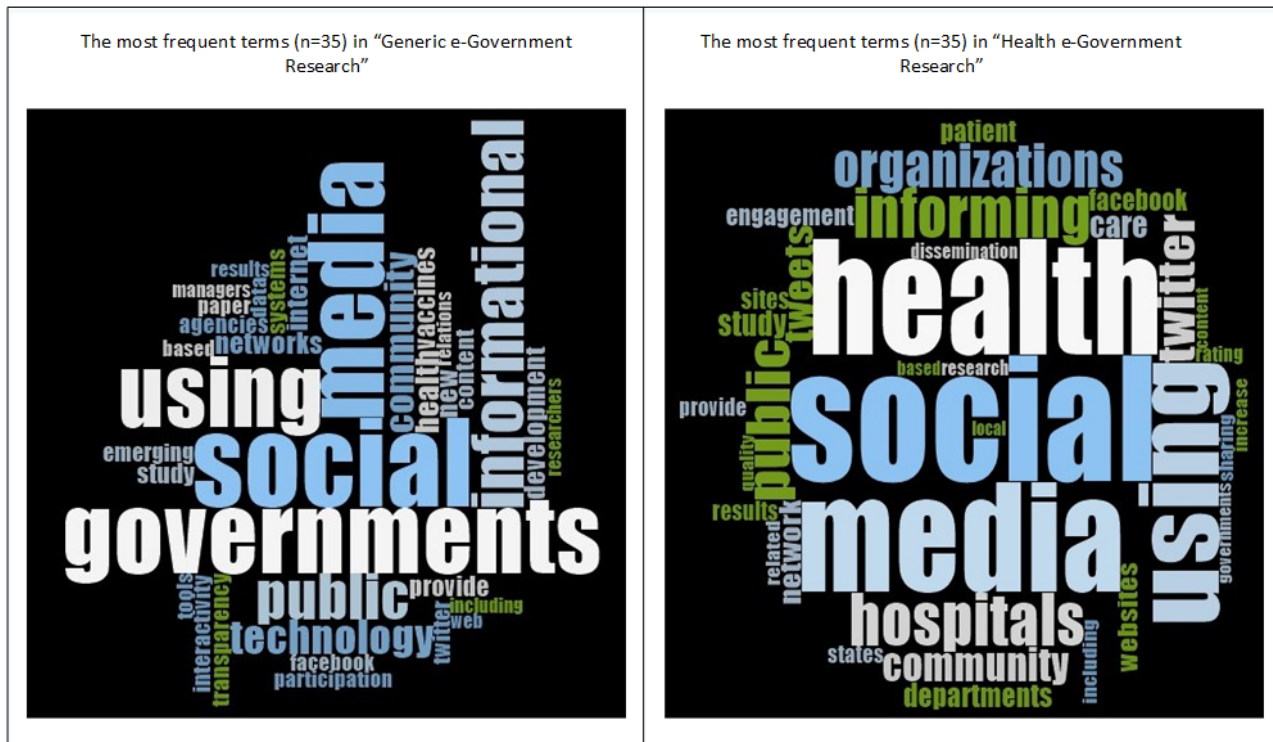 The most frequent terms (n=35) in “Generic e-Government
Research”
informational
media
internet
systems
data
results
managers
paper
agencies
based
networks
community
healthvaccines
new
relations
content
using
social
development
researchers
emerging
study
governments
public
provide
including
web
twitter
technology
tools
interactivity
transparency
facebook
participation
The most frequent terms (n=35) in “Health e-Government
Research”
patient
organizations
informing
facebook
engagement
care
dissemination
health
twitter
tweets
sites
study
content
rating
public
based
research
social
using
provide
local
increase
sharing
quality
governments
results
media
related
network
websites
hospitals
states
community
including
departments